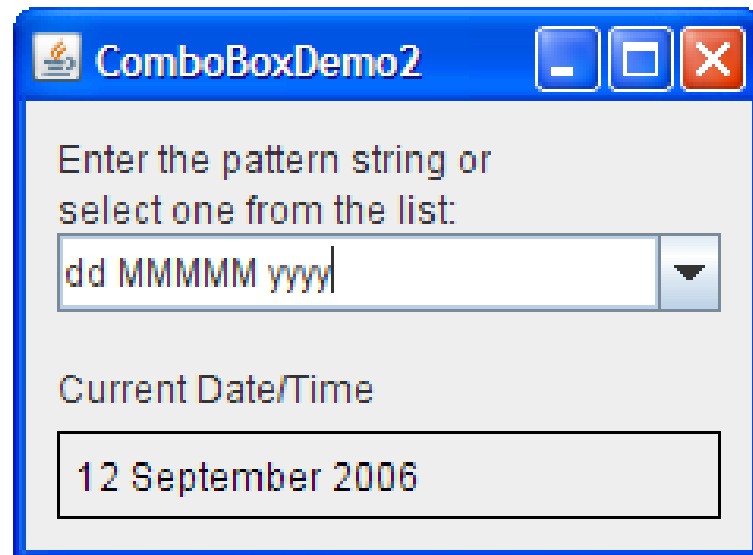 ComboBoxDemo2
Enter the pattern string or
select one from the list:
dd MMMMM yyyy
Current Date/Time
12 September 2006